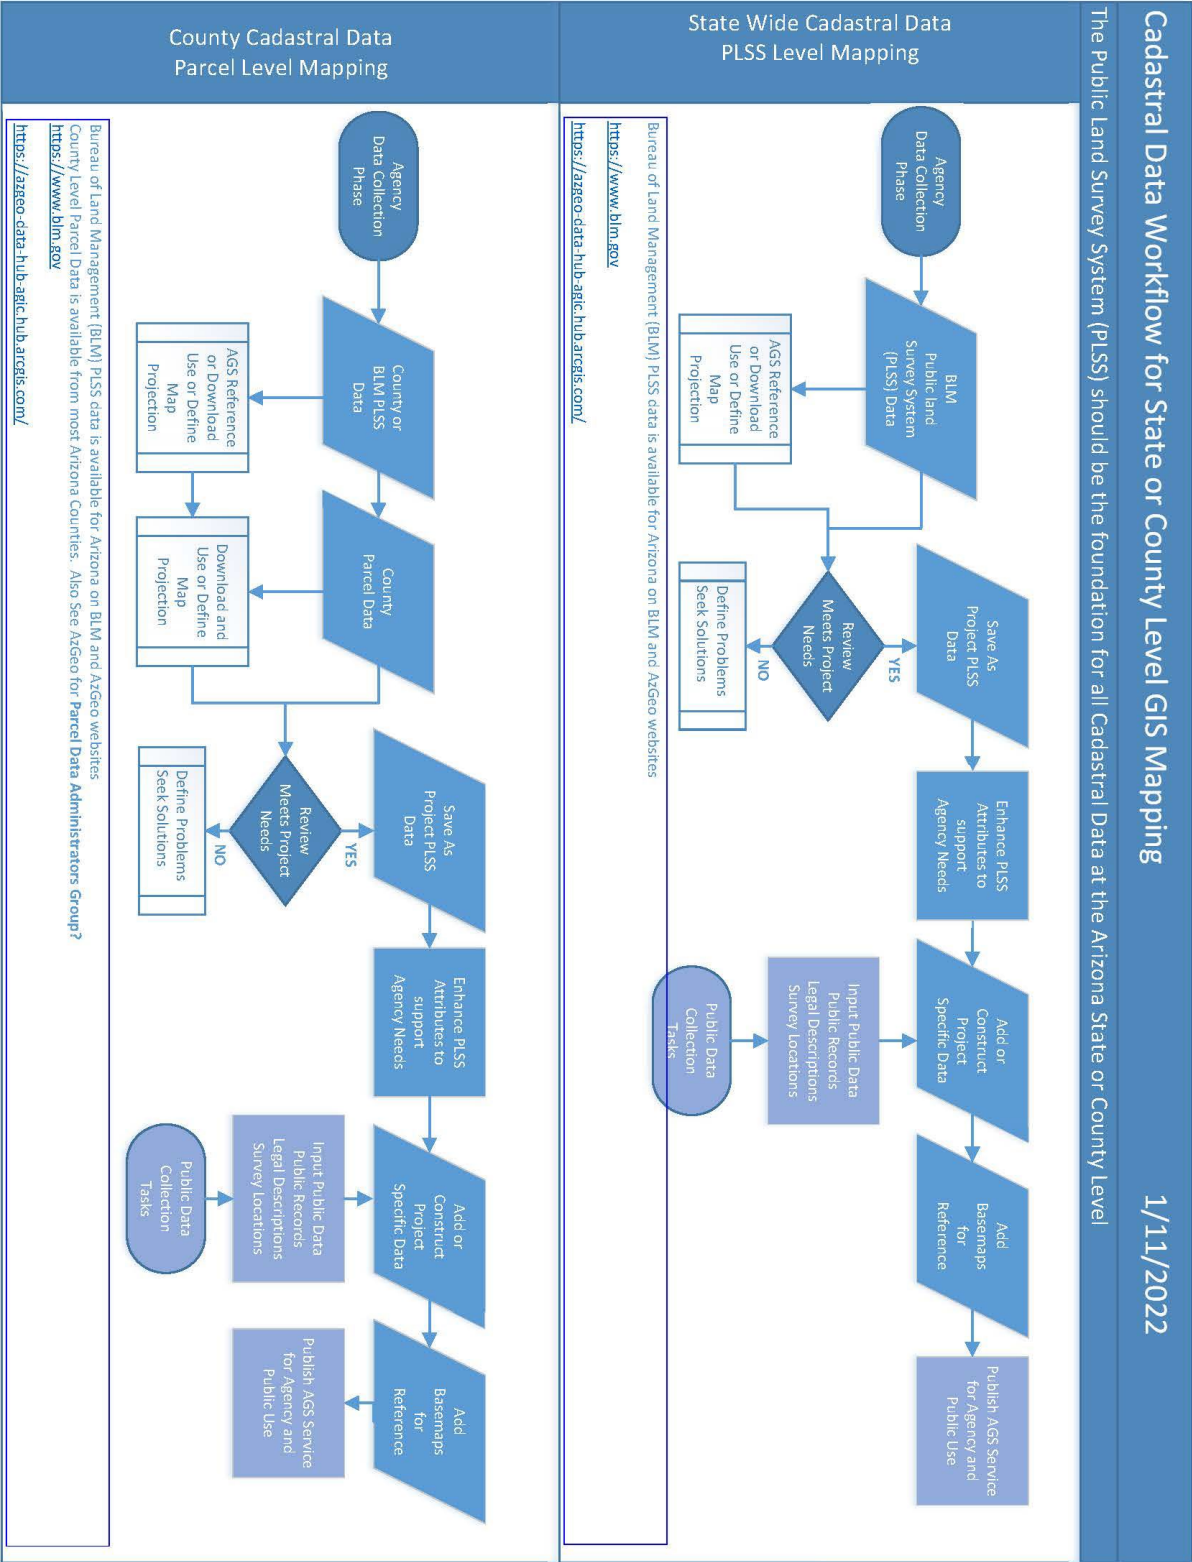 Cadastral Data Workflow for State or County Level GIS Mapping
1/11/2022
The Public Land Survey System (PLSS) should be the foundation for all Cadastral Data at the Arizona State or County Level
State Wide Cadastral Data
PLSS Level Mapping
Agency
Data Collection
Phase
BLM
Public land
Survey System
(PLSS) Data
AGS Reference
or Download
Use or Define
Map
Projection
Review
Meets Project
Needs
YES
NO
Define Problems
Seek Solutions
Save As
Project PLSS
Data
Enhance PLSS
Attributes to
support
Agency Needs
Add or
Construct
Project
Specific Data
Input Public Data
Public Records
Legal Descriptions
Survey Locations
Public Data
Collection
Tasks
Add
Basemaps
for
Reference
Publish AGS Service
for Agency and
Public Use
Bureau of Land Management (BLM) PLSS data is available for Arizona on BLM and AzGeo websites
https://www.blm.gov
https://azgeo-data-hub-agic.hub.arcgis.com/
County Cadastral Data
Parcel Level Mapping
Agency
Data Collection
Phase
County or
BLM PLSS
Data
AGS Reference
or Download
Use or Define
Map
Projection
County
Parcel Data
Download and
Use or Define
Map
Projection
Review
Meets Project
Needs
YES
NO
Define Problems
Seek Solutions
Save As
Project PLSS
Data
Enhance PLSS
Attributes to
support
Agency Needs
Add or
Construct
Project
Specific Data
Input Public Data
Public Records
Legal Descriptions
Survey Locations
Public Data
Collection
Tasks
Add
Basemaps
for
Reference
Publish AGS Service
for Agency and
Public Use
Bureau of Land Management (BLM) PLSS data is available for Arizona on BLM and AzGeo websites
County Level Parcel Data is available from most Arizona Counties. Also See AzGeo for Parcel Data Administrators Group?
https://www.blm.gov
https://azgeo-data-hub-agic.hub.arcgis.com/